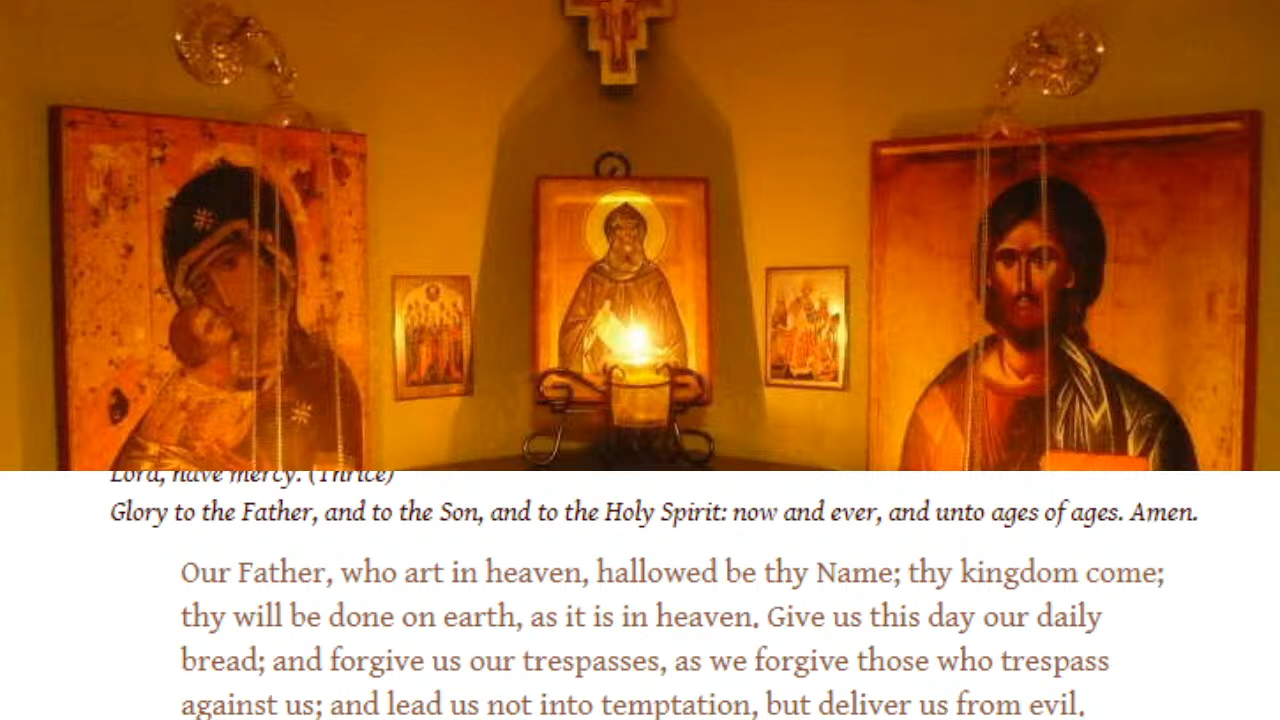 Lord, have mercy. (Thrice)
Glory to the Father, and to the Son, and to the Holy Spirit: now and ever, and unto ages of ages. Amen.
Our Father, who art in heaven, hallowed be thy Name; thy kingdom come;
thy will be done on earth, as it is in heaven. Give us this day our daily
bread; and forgive us our trespasses, as we forgive those who trespass
against us; and lead us not into temptation, but deliver us from evil.